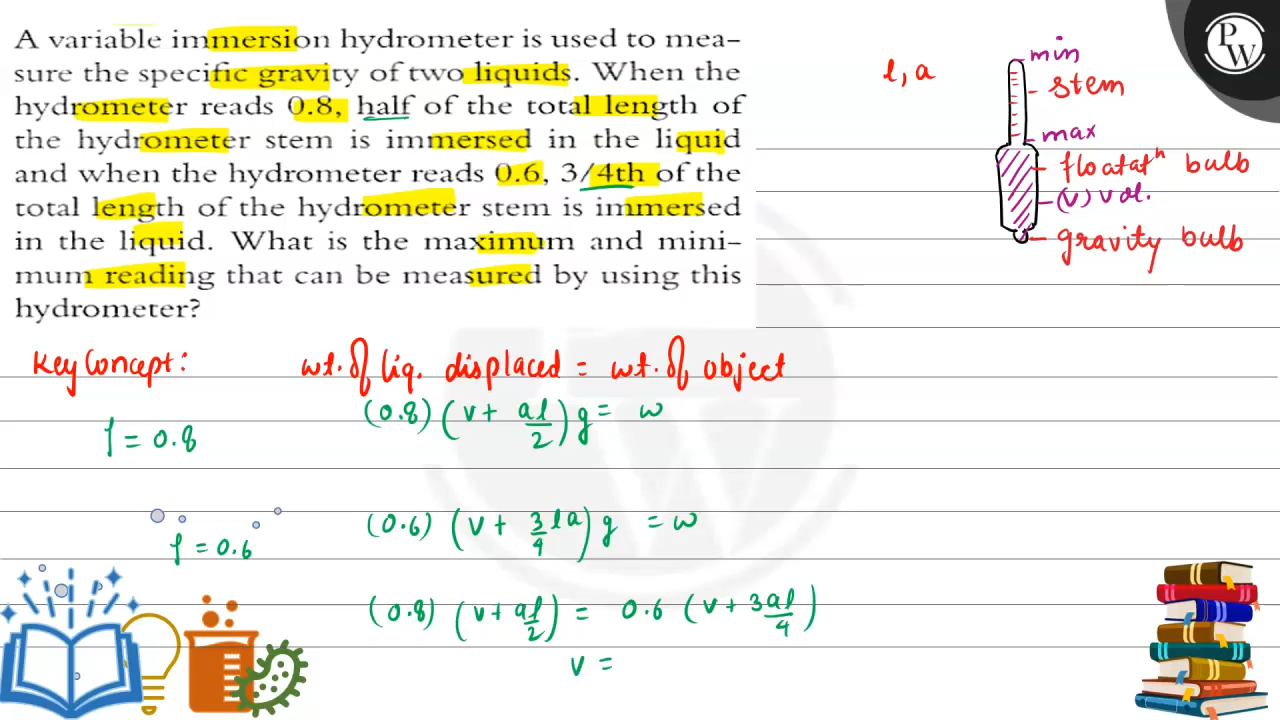 A variable immersion hydrometer is used to mea-
sure the specific gravity of two liquids. When the
hydrometer reads 0.8, half of the total length of
the hydrometer stem is immersed in the liquid
and when the hydrometer reads 0.6, 3/4th of the
total length of the hydrometer stem is immersed
in the liquid. What is the maximum and mini-
mum reading that can be measured by using this
hydrometer?
l, a
min
stem
max
floatatⁿ bulb
(v) vol.
gravity bulb
PW
Key Concept:
wt. of liq. displaced = wt. of object
ρ = 0.8
(0.8) (v + al/2) g = w
ρ = 0.6
(0.6) (v + 3/4 la) g = w
(0.8) (v + al/2) = 0.6 (v + 3al/4)
v =